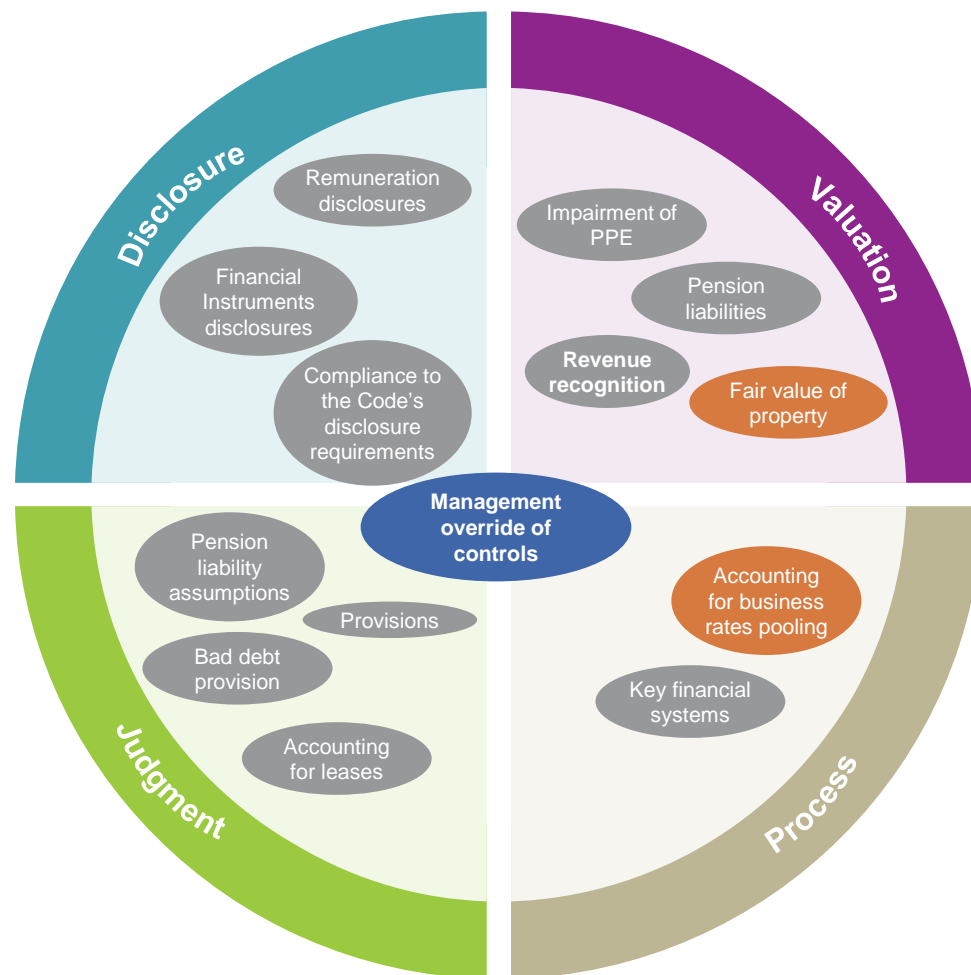 Disclosure
Remuneration
disclosures
Financial
Instruments
disclosures
Compliance to
the Code’s
disclosure
requirements
Valuation
Impairment of
PPE
Pension
liabilities
Revenue
recognition
Fair value of
property
Management
override of
controls
Judgment
Pension
liability
assumptions
Provisions
Bad debt
provision
Accounting
for leases
Process
Accounting
for business
rates pooling
Key financial
systems